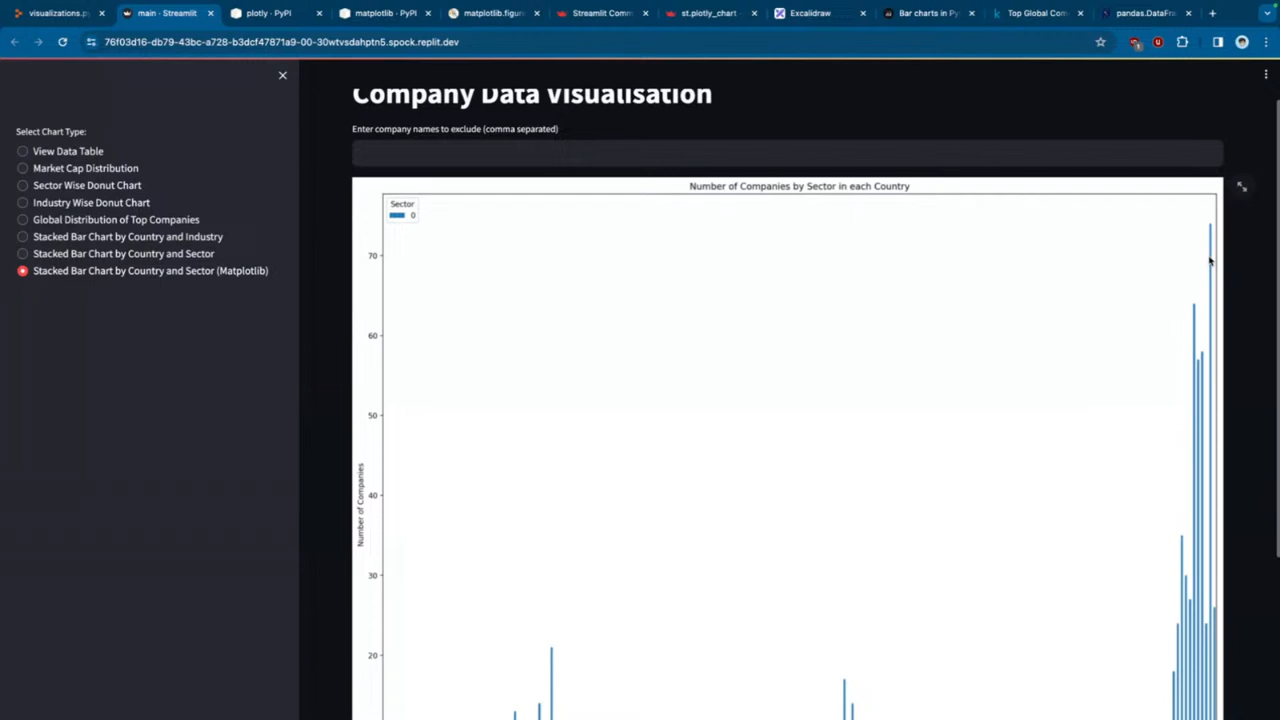 visualizations.py
main · Streamlit
plotly · PyPI
matplotlib · PyPI
matplotlib.figur
Streamlit Comm
st.plotly_chart
Excalidraw
Bar charts in Py
Top Global Com
pandas.DataFra
76f03d16-db79-43bc-a728-b3dcf47871a9-00-30wtvsdahptn5.spock.replit.dev
Select Chart Type:
View Data Table
Market Cap Distribution
Sector Wise Donut Chart
Industry Wise Donut Chart
Global Distribution of Top Companies
Stacked Bar Chart by Country and Industry
Stacked Bar Chart by Country and Sector
Stacked Bar Chart by Country and Sector (Matplotlib)
Company Data Visualisation
Enter company names to exclude (comma separated)
Number of Companies by Sector in each Country
Sector
0
70
60
50
40
30
20
Number of Companies